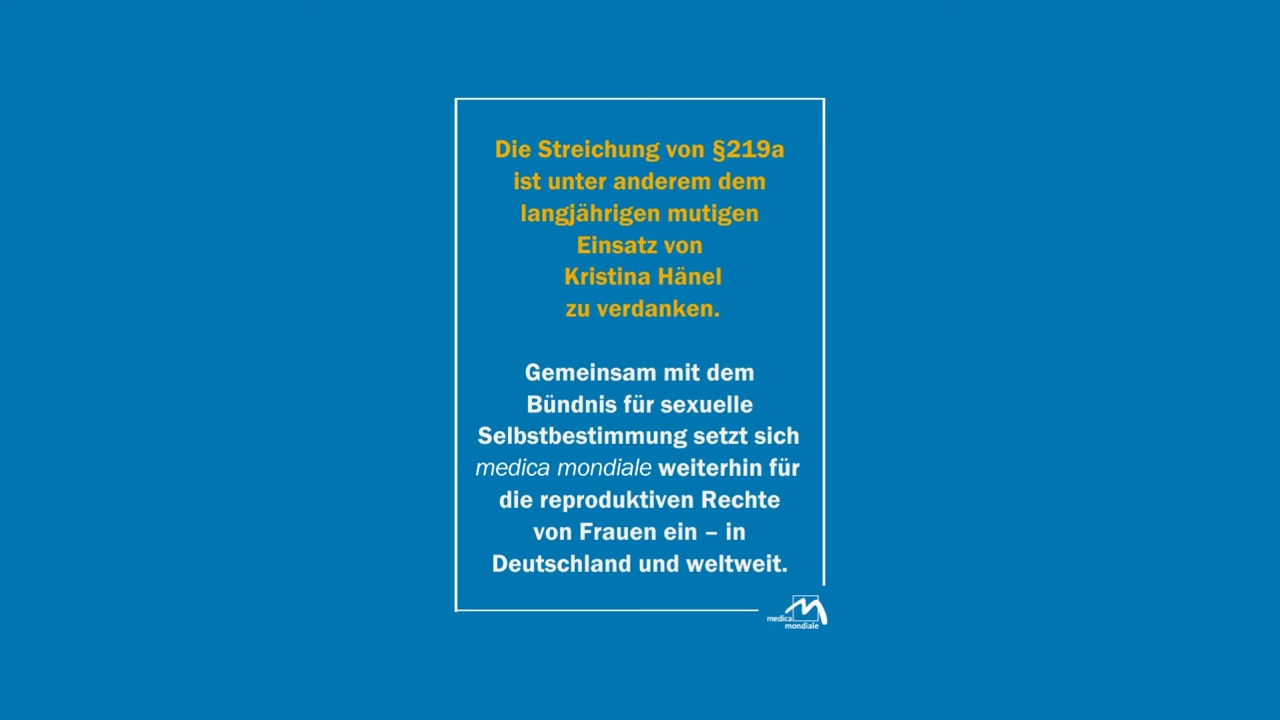 Die Streichung von §219a
ist unter anderem dem
langjährigen mutigen
Einsatz von
Kristina Hänel
zu verdanken.
Gemeinsam mit dem
Bündnis für sexuelle
Selbstbestimmung setzt sich
medica mondiale weiterhin für
die reproduktiven Rechte
von Frauen ein – in
Deutschland und weltweit.
medica
mondiale